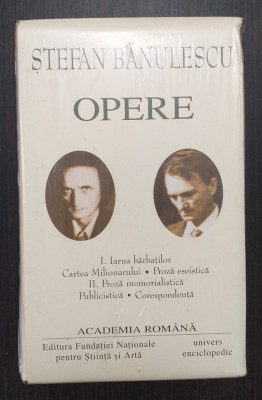 ȘTEFAN BĂNULESCU
OPERE
I. Iarna bărbaților
Cartea Milionarului • Proză eseistică
II. Proză memorialistică
Publicistică • Corespondență
ACADEMIA ROMÂNĂ
Editura Fundației Naționale
pentru Știință și Artă
univers
enciclopedic